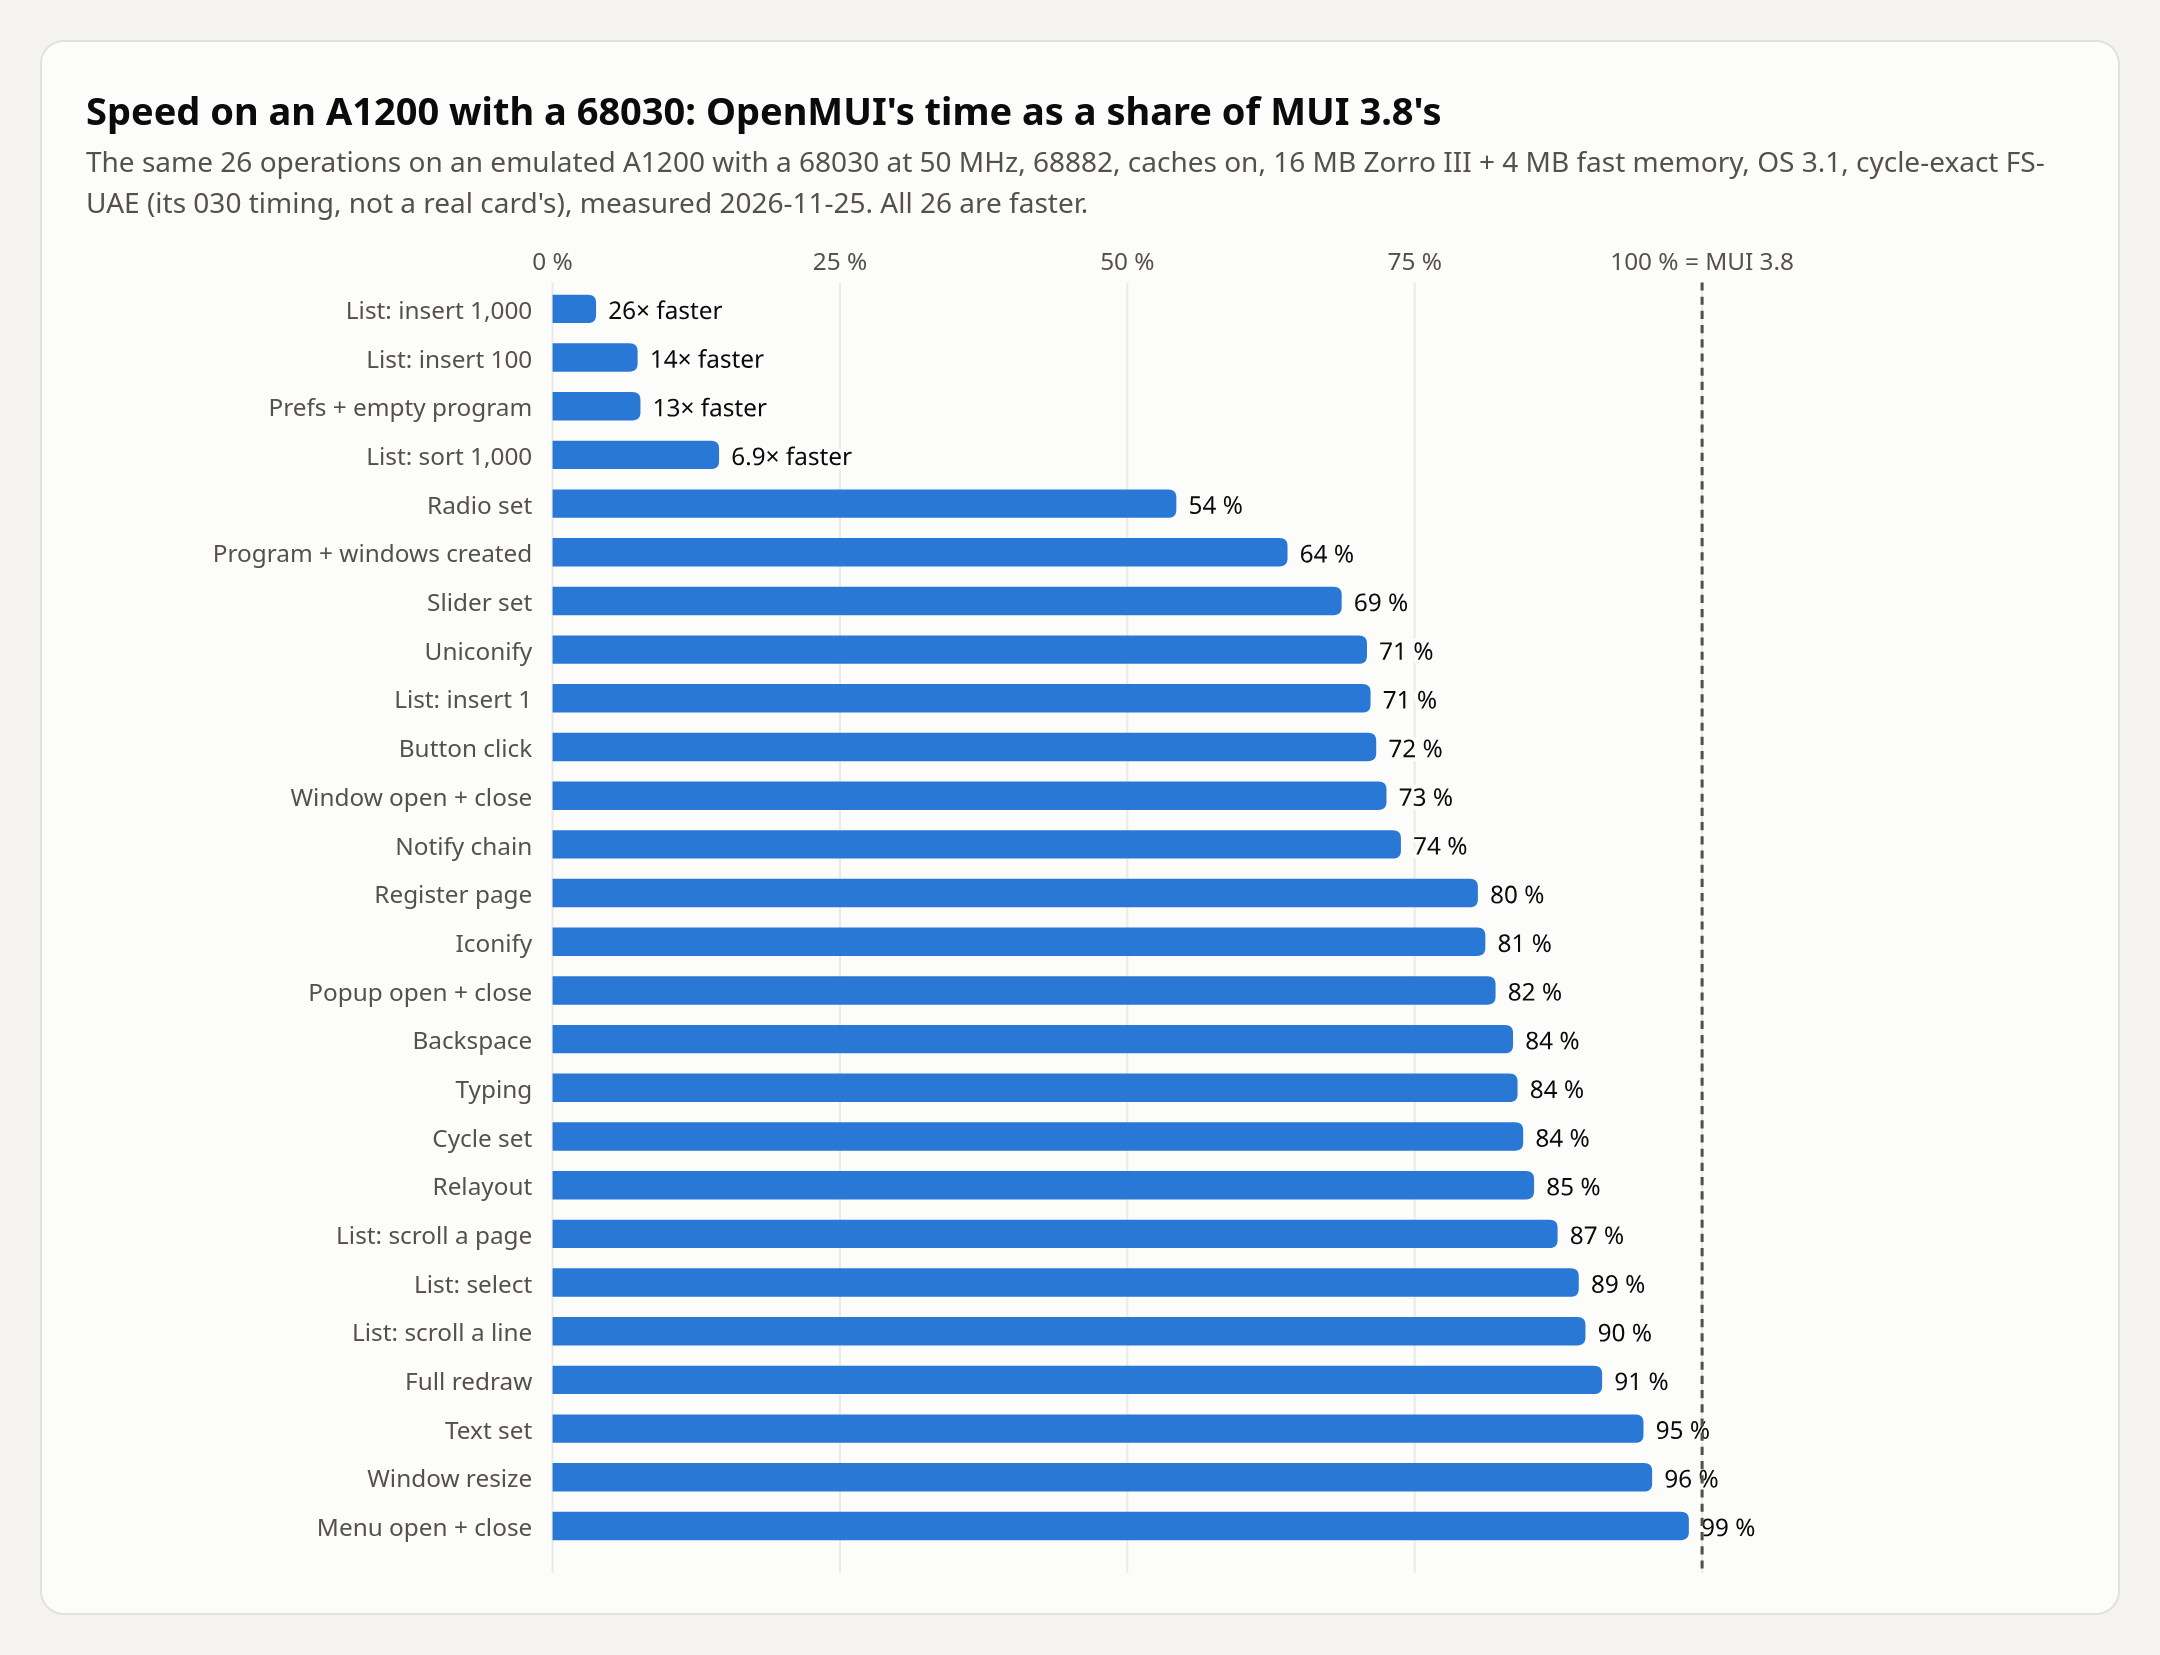 Speed on an A1200 with a 68030: OpenMUI's time as a share of MUI 3.8's
The same 26 operations on an emulated A1200 with a 68030 at 50 MHz, 68882, caches on, 16 MB Zorro III + 4 MB fast memory, OS 3.1, cycle-exact FS-
UAE (its 030 timing, not a real card's), measured 2026-11-25. All 26 are faster.
0 % 25 % 50 % 75 % 100 % = MUI 3.8
List: insert 1,000 26× faster
List: insert 100 14× faster
Prefs + empty program 13× faster
List: sort 1,000 6.9× faster
Radio set 54 %
Program + windows created 64 %
Slider set 69 %
Uniconify 71 %
List: insert 1 71 %
Button click 72 %
Window open + close 73 %
Notify chain 74 %
Register page 80 %
Iconify 81 %
Popup open + close 82 %
Backspace 84 %
Typing 84 %
Cycle set 84 %
Relayout 85 %
List: scroll a page 87 %
List: select 89 %
List: scroll a line 90 %
Full redraw 91 %
Text set 95 %
Window resize 96 %
Menu open + close 99 %